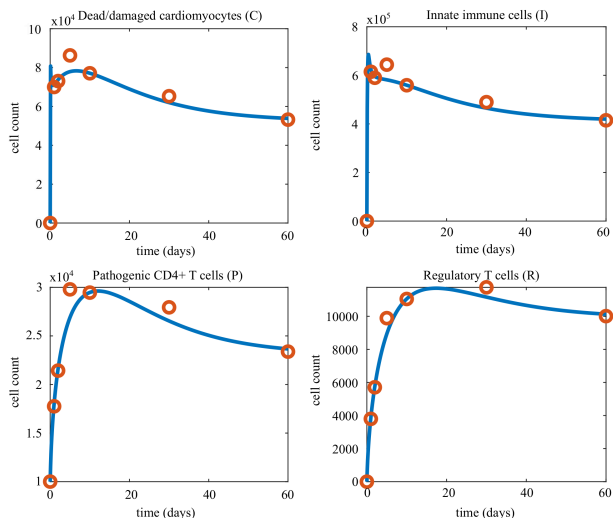 x10⁴ Dead/damaged cardiomyocytes (C)
10
8
6
4
2
0
cell count
0 20 40 60
time (days)
x10⁵ Innate immune cells (I)
8
6
4
2
0
cell count
0 20 40 60
time (days)
x10⁴ Pathogenic CD4+ T cells (P)
3
2.5
2
1.5
1
cell count
0 20 40 60
time (days)
Regulatory T cells (R)
10000
8000
6000
4000
2000
0
cell count
0 20 40 60
time (days)